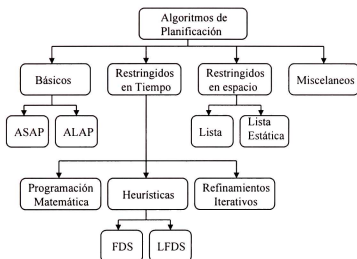 Algoritmos de
Planificación
Básicos
Restringidos
en Tiempo
Restringidos
en espacio
Miscelaneos
ASAP
ALAP
Lista
Lista
Estática
Programación
Matemática
Heurísticas
Refinamientos
Iterativos
FDS
LFDS